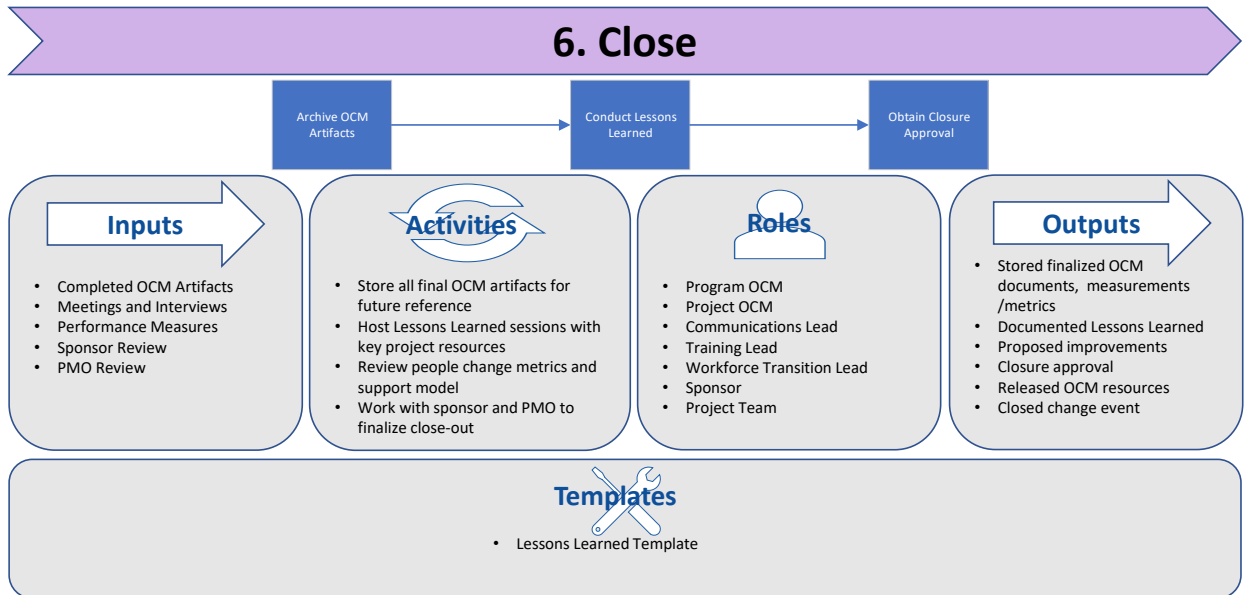 6. Close
Archive OCM
Artifacts
Conduct Lessons
Learned
Obtain Closure
Approval
Inputs
• Completed OCM Artifacts
• Meetings and Interviews
• Performance Measures
• Sponsor Review
• PMO Review
Activities
• Store all final OCM artifacts for
future reference
• Host Lessons Learned sessions with
key project resources
• Review people change metrics and
support model
• Work with sponsor and PMO to
finalize close-out
Roles
• Program OCM
• Project OCM
• Communications Lead
• Training Lead
• Workforce Transition Lead
• Sponsor
• Project Team
Outputs
• Stored finalized OCM
documents, measurements
/metrics
• Documented Lessons Learned
• Proposed improvements
• Closure approval
• Released OCM resources
• Closed change event
Templates
• Lessons Learned Template